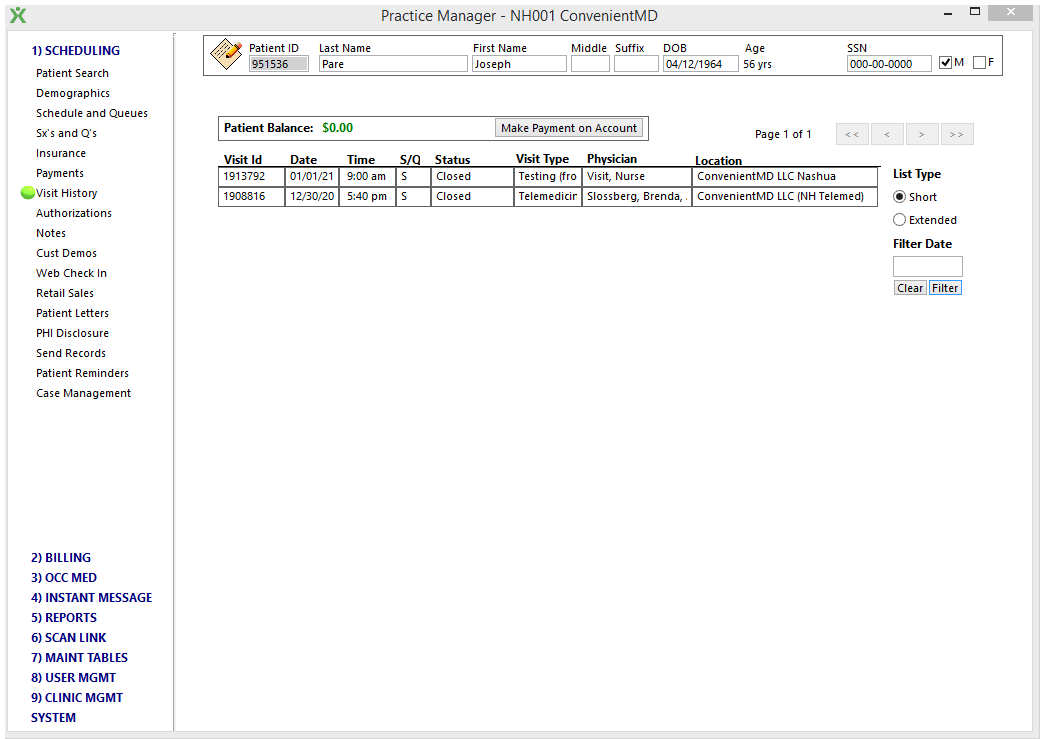 Practice Manager - NH001 ConvenientMD
1) SCHEDULING
Patient Search
Demographics
Schedule and Queues
Sx's and Q's
Insurance
Payments
Visit History
Authorizations
Notes
Cust Demos
Web Check In
Retail Sales
Patient Letters
PHI Disclosure
Send Records
Patient Reminders
Case Management
2) BILLING
3) OCC MED
4) INSTANT MESSAGE
5) REPORTS
6) SCAN LINK
7) MAINT TABLES
8) USER MGMT
9) CLINIC MGMT
SYSTEM
Patient ID Last Name First Name Middle Suffix DOB Age SSN
951536 Pare Joseph 04/12/1964 56 yrs 000-00-0000 M F
Patient Balance: $0.00 Make Payment on Account
Page 1 of 1 << < > >>
Visit Id Date Time S/Q Status Visit Type Physician Location
1913792 01/01/21 9:00 am S Closed Testing (fro Visit, Nurse ConvenientMD LLC Nashua
1908816 12/30/20 5:40 pm S Closed Telemedicin Slossberg, Brenda, . ConvenientMD LLC (NH Telemed)
List Type
Short
Extended
Filter Date
Clear Filter